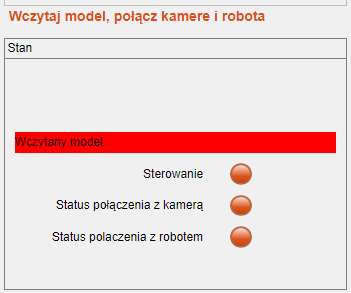 Wczytaj model, połącz kamere i robota
Stan
Wczytany model
Sterowanie
Status połączenia z kamerą
Status polaczenia z robotem